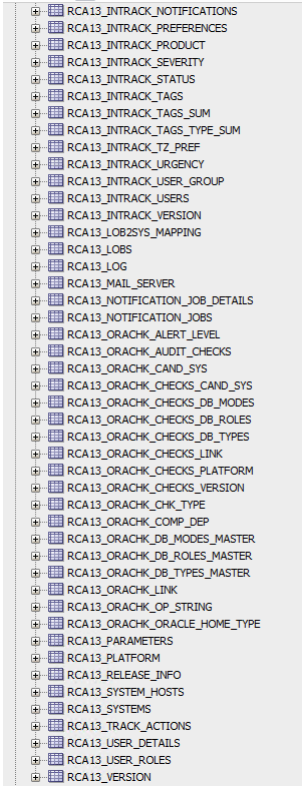 RCA13_INTRACK_NOTIFICATIONS
RCA13_INTRACK_PREFERENCES
RCA13_INTRACK_PRODUCT
RCA13_INTRACK_SEVERITY
RCA13_INTRACK_STATUS
RCA13_INTRACK_TAGS
RCA13_INTRACK_TAGS_SUM
RCA13_INTRACK_TAGS_TYPE_SUM
RCA13_INTRACK_TZ_PREF
RCA13_INTRACK_URGENCY
RCA13_INTRACK_USER_GROUP
RCA13_INTRACK_USERS
RCA13_INTRACK_VERSION
RCA13_LOB2SYS_MAPPING
RCA13_LOBS
RCA13_LOG
RCA13_MAIL_SERVER
RCA13_NOTIFICATION_JOB_DETAILS
RCA13_NOTIFICATION_JOBS
RCA13_ORACHK_ALERT_LEVEL
RCA13_ORACHK_AUDIT_CHECKS
RCA13_ORACHK_CAND_SYS
RCA13_ORACHK_CHECKS_CAND_SYS
RCA13_ORACHK_CHECKS_DB_MODES
RCA13_ORACHK_CHECKS_DB_ROLES
RCA13_ORACHK_CHECKS_DB_TYPES
RCA13_ORACHK_CHECKS_LINK
RCA13_ORACHK_CHECKS_PLATFORM
RCA13_ORACHK_CHECKS_VERSION
RCA13_ORACHK_CHK_TYPE
RCA13_ORACHK_COMP_DEP
RCA13_ORACHK_DB_MODES_MASTER
RCA13_ORACHK_DB_ROLES_MASTER
RCA13_ORACHK_DB_TYPES_MASTER
RCA13_ORACHK_LINK
RCA13_ORACHK_OP_STRING
RCA13_ORACHK_ORACLE_HOME_TYPE
RCA13_PARAMETERS
RCA13_PLATFORM
RCA13_RELEASE_INFO
RCA13_SYSTEM_HOSTS
RCA13_SYSTEMS
RCA13_TRACK_ACTIONS
RCA13_USER_DETAILS
RCA13_USER_ROLES
RCA13_VERSION